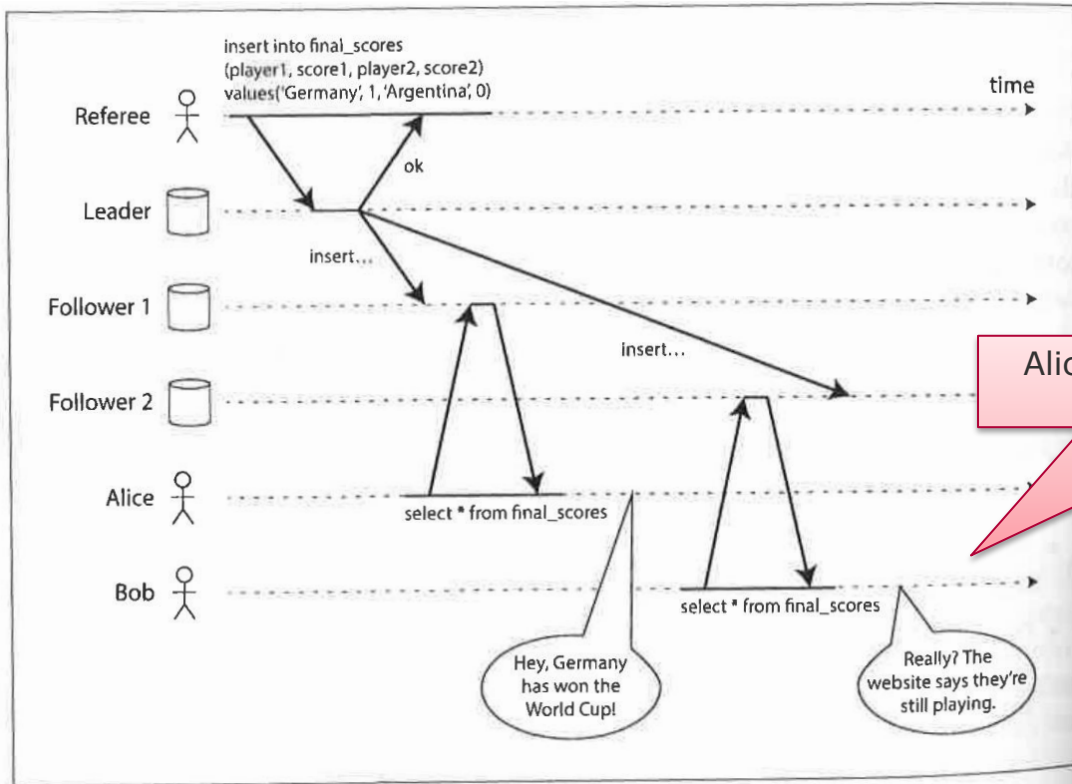 insert into final_scores
(player1, score1, player2, score2)
values('Germany', 1, 'Argentina', 0)
time
Referee
ok
Leader
insert...
Follower 1
insert...
Follower 2
Alice
select * from final_scores
Bob
select * from final_scores
Hey, Germany
has won the
World Cup!
Really? The
website says they're
still playing.